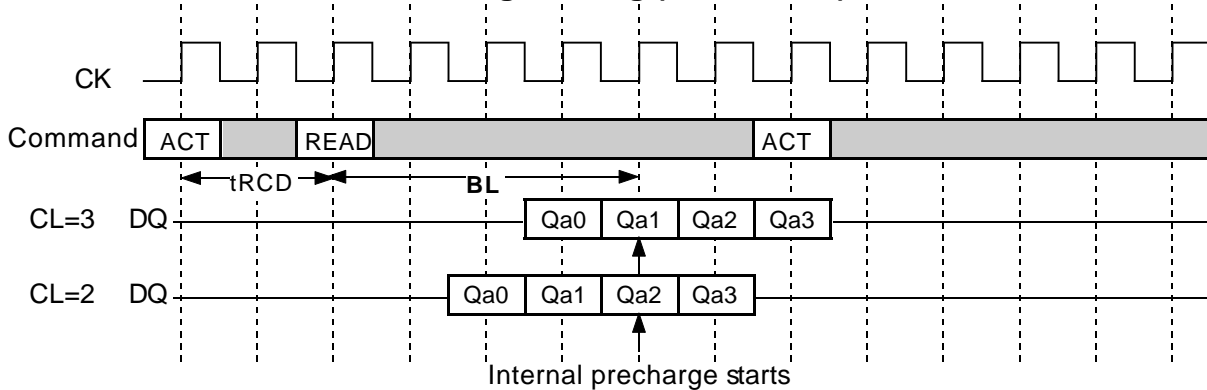 CK
Command ACT READ ACT
tRCD BL
CL=3 DQ Qa0 Qa1 Qa2 Qa3
CL=2 DQ Qa0 Qa1 Qa2 Qa3
Internal precharge starts